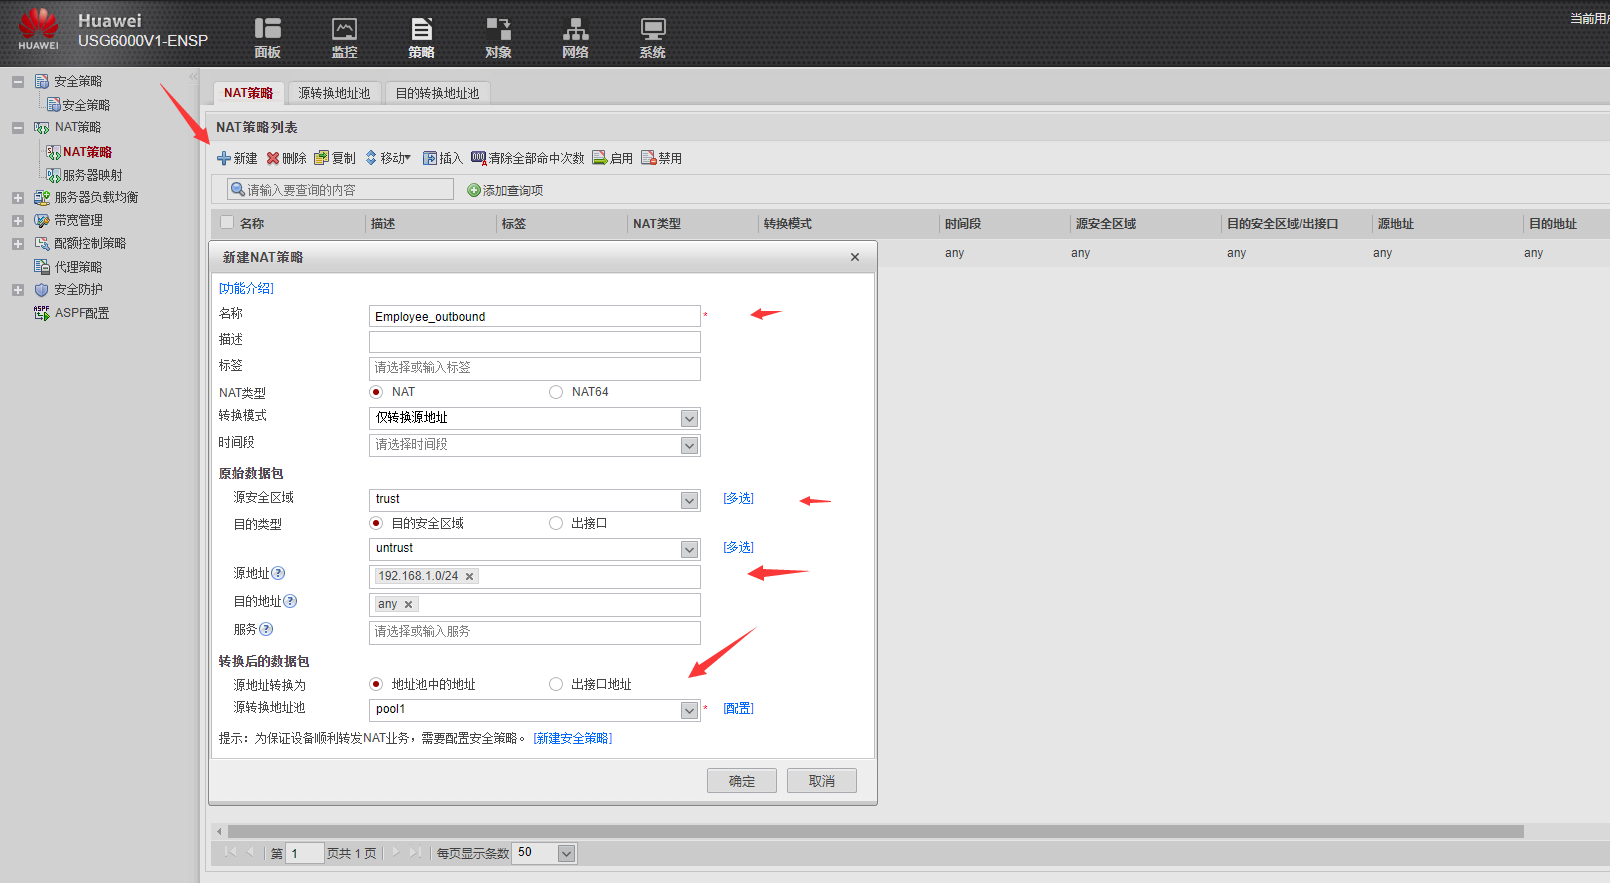 Huawei
USG6000V1-ENSP
HUAWEI
面板
监控
策略
对象
网络
系统
当前用户
安全策略
安全策略
NAT策略
NAT策略
服务器映射
服务器负载均衡
带宽管理
配额控制策略
代理策略
安全防护
ASPF配置
NAT策略
源转换地址池
目的转换地址池
NAT策略列表
新建
删除
复制
移动
插入
清除全部命中次数
启用
禁用
请输入要查询的内容
添加查询项
名称
描述
标签
NAT类型
转换模式
时间段
源安全区域
目的安全区域/出接口
源地址
目的地址
any
any
any
any
any
新建NAT策略
[功能介绍]
名称
Employee_outbound
*
描述
标签
请选择或输入标签
NAT类型
NAT
NAT64
转换模式
仅转换源地址
时间段
请选择时间段
原始数据包
源安全区域
trust
[多选]
目的类型
目的安全区域
出接口
untrust
[多选]
源地址
192.168.1.0/24
目的地址
any
服务
请选择或输入服务
转换后的数据包
源地址转换为
地址池中的地址
出接口地址
源转换地址池
pool1
*
[配置]
提示：为保证设备顺利转发NAT业务，需要配置安全策略。 [新建安全策略]
确定
取消
第 1 页共 1 页
每页显示条数 50